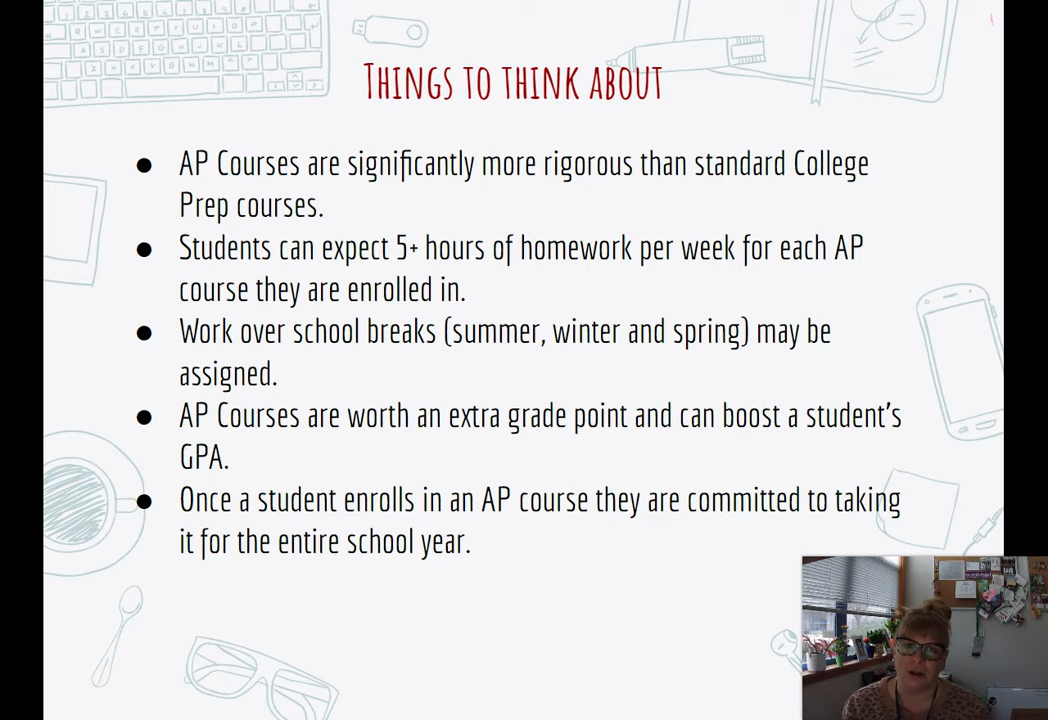 THINGS TO THINK ABOUT
● AP Courses are significantly more rigorous than standard College
Prep courses.
● Students can expect 5+ hours of homework per week for each AP
course they are enrolled in.
● Work over school breaks (summer, winter and spring) may be
assigned.
● AP Courses are worth an extra grade point and can boost a student's
GPA.
● Once a student enrolls in an AP course they are committed to taking
it for the entire school year.